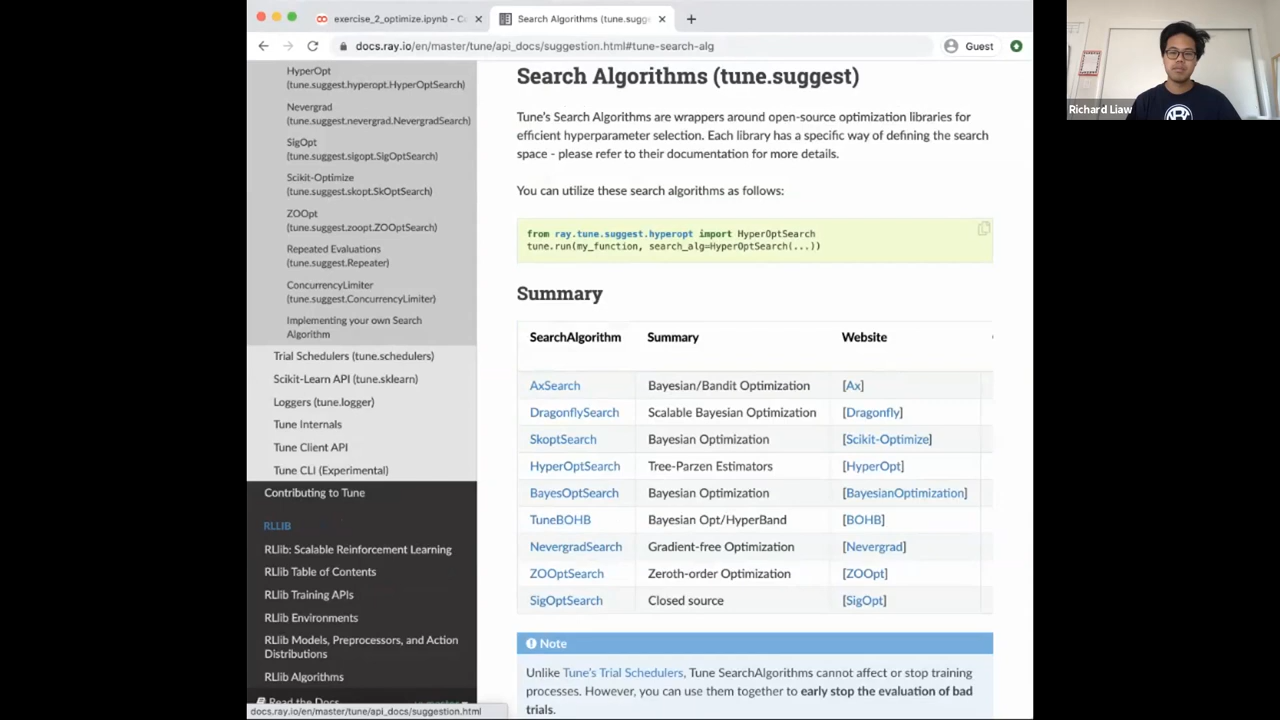 exercise_2_optimize.ipynb - C
Search Algorithms (tune.sugg
docs.ray.io/en/master/tune/api_docs/suggestion.html#tune-search-alg
Guest
Richard Liaw
HyperOpt
(tune.suggest.hyperopt.HyperOptSearch)
Nevergrad
(tune.suggest.nevergrad.NevergradSearch)
SigOpt
(tune.suggest.sigopt.SigOptSearch)
Scikit-Optimize
(tune.suggest.skopt.SkOptSearch)
ZOOpt
(tune.suggest.zoopt.ZOOptSearch)
Repeated Evaluations
(tune.suggest.Repeater)
ConcurrencyLimiter
(tune.suggest.ConcurrencyLimiter)
Implementing your own Search
Algorithm
Trial Schedulers (tune.schedulers)
Scikit-Learn API (tune.sklearn)
Loggers (tune.logger)
Tune Internals
Tune Client API
Tune CLI (Experimental)
Contributing to Tune
RLLIB
RLlib: Scalable Reinforcement Learning
RLlib Table of Contents
RLlib Training APIs
RLlib Environments
RLlib Models, Preprocessors, and Action
Distributions
RLlib Algorithms
Read the Docs
docs.ray.io/en/master/tune/api_docs/suggestion.html
Search Algorithms (tune.suggest)
Tune's Search Algorithms are wrappers around open-source optimization libraries for
efficient hyperparameter selection. Each library has a specific way of defining the search
space - please refer to their documentation for more details.
You can utilize these search algorithms as follows:
from ray.tune.suggest.hyperopt import HyperOptSearch
tune.run(my_function, search_alg=HyperOptSearch(...))
Summary
SearchAlgorithm Summary Website
AxSearch Bayesian/Bandit Optimization [Ax]
DragonflySearch Scalable Bayesian Optimization [Dragonfly]
SkoptSearch Bayesian Optimization [Scikit-Optimize]
HyperOptSearch Tree-Parzen Estimators [HyperOpt]
BayesOptSearch Bayesian Optimization [BayesianOptimization]
TuneBOHB Bayesian Opt/HyperBand [BOHB]
NevergradSearch Gradient-free Optimization [Nevergrad]
ZOOptSearch Zeroth-order Optimization [ZOOpt]
SigOptSearch Closed source [SigOpt]
Note
Unlike Tune's Trial Schedulers, Tune SearchAlgorithms cannot affect or stop training
processes. However, you can use them together to early stop the evaluation of bad
trials.